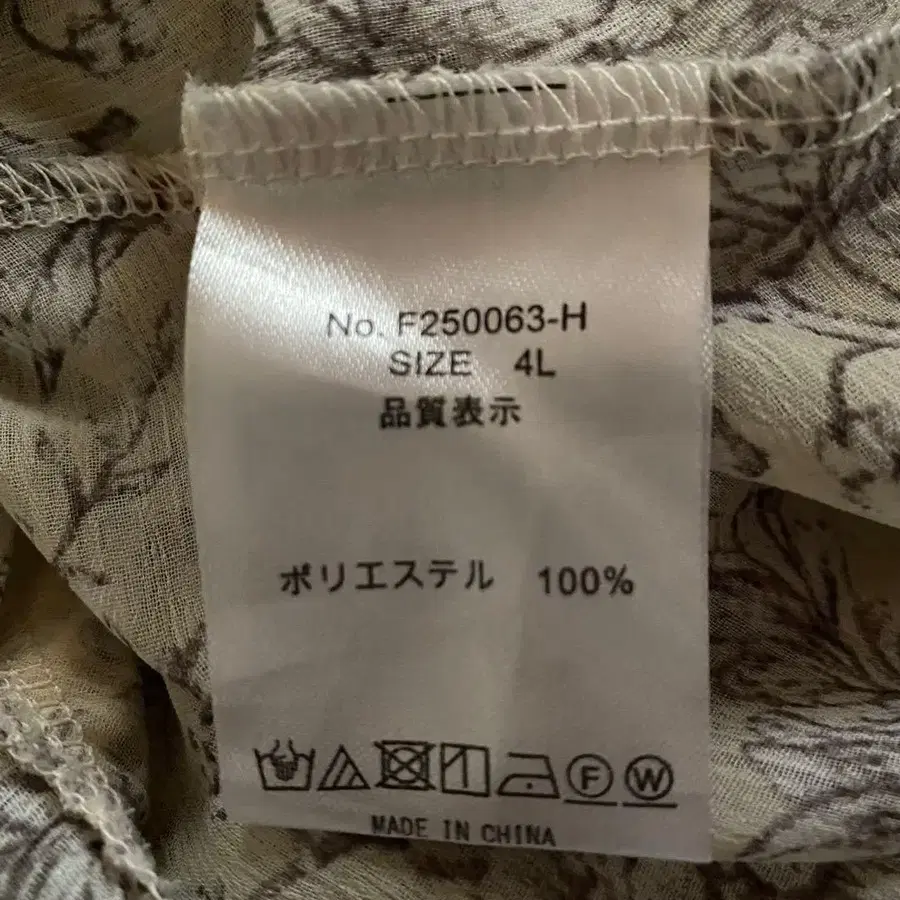 No. F250063-H
SIZE 4L
品質表示
ポリエステル 100%
F W
MADE IN CHINA